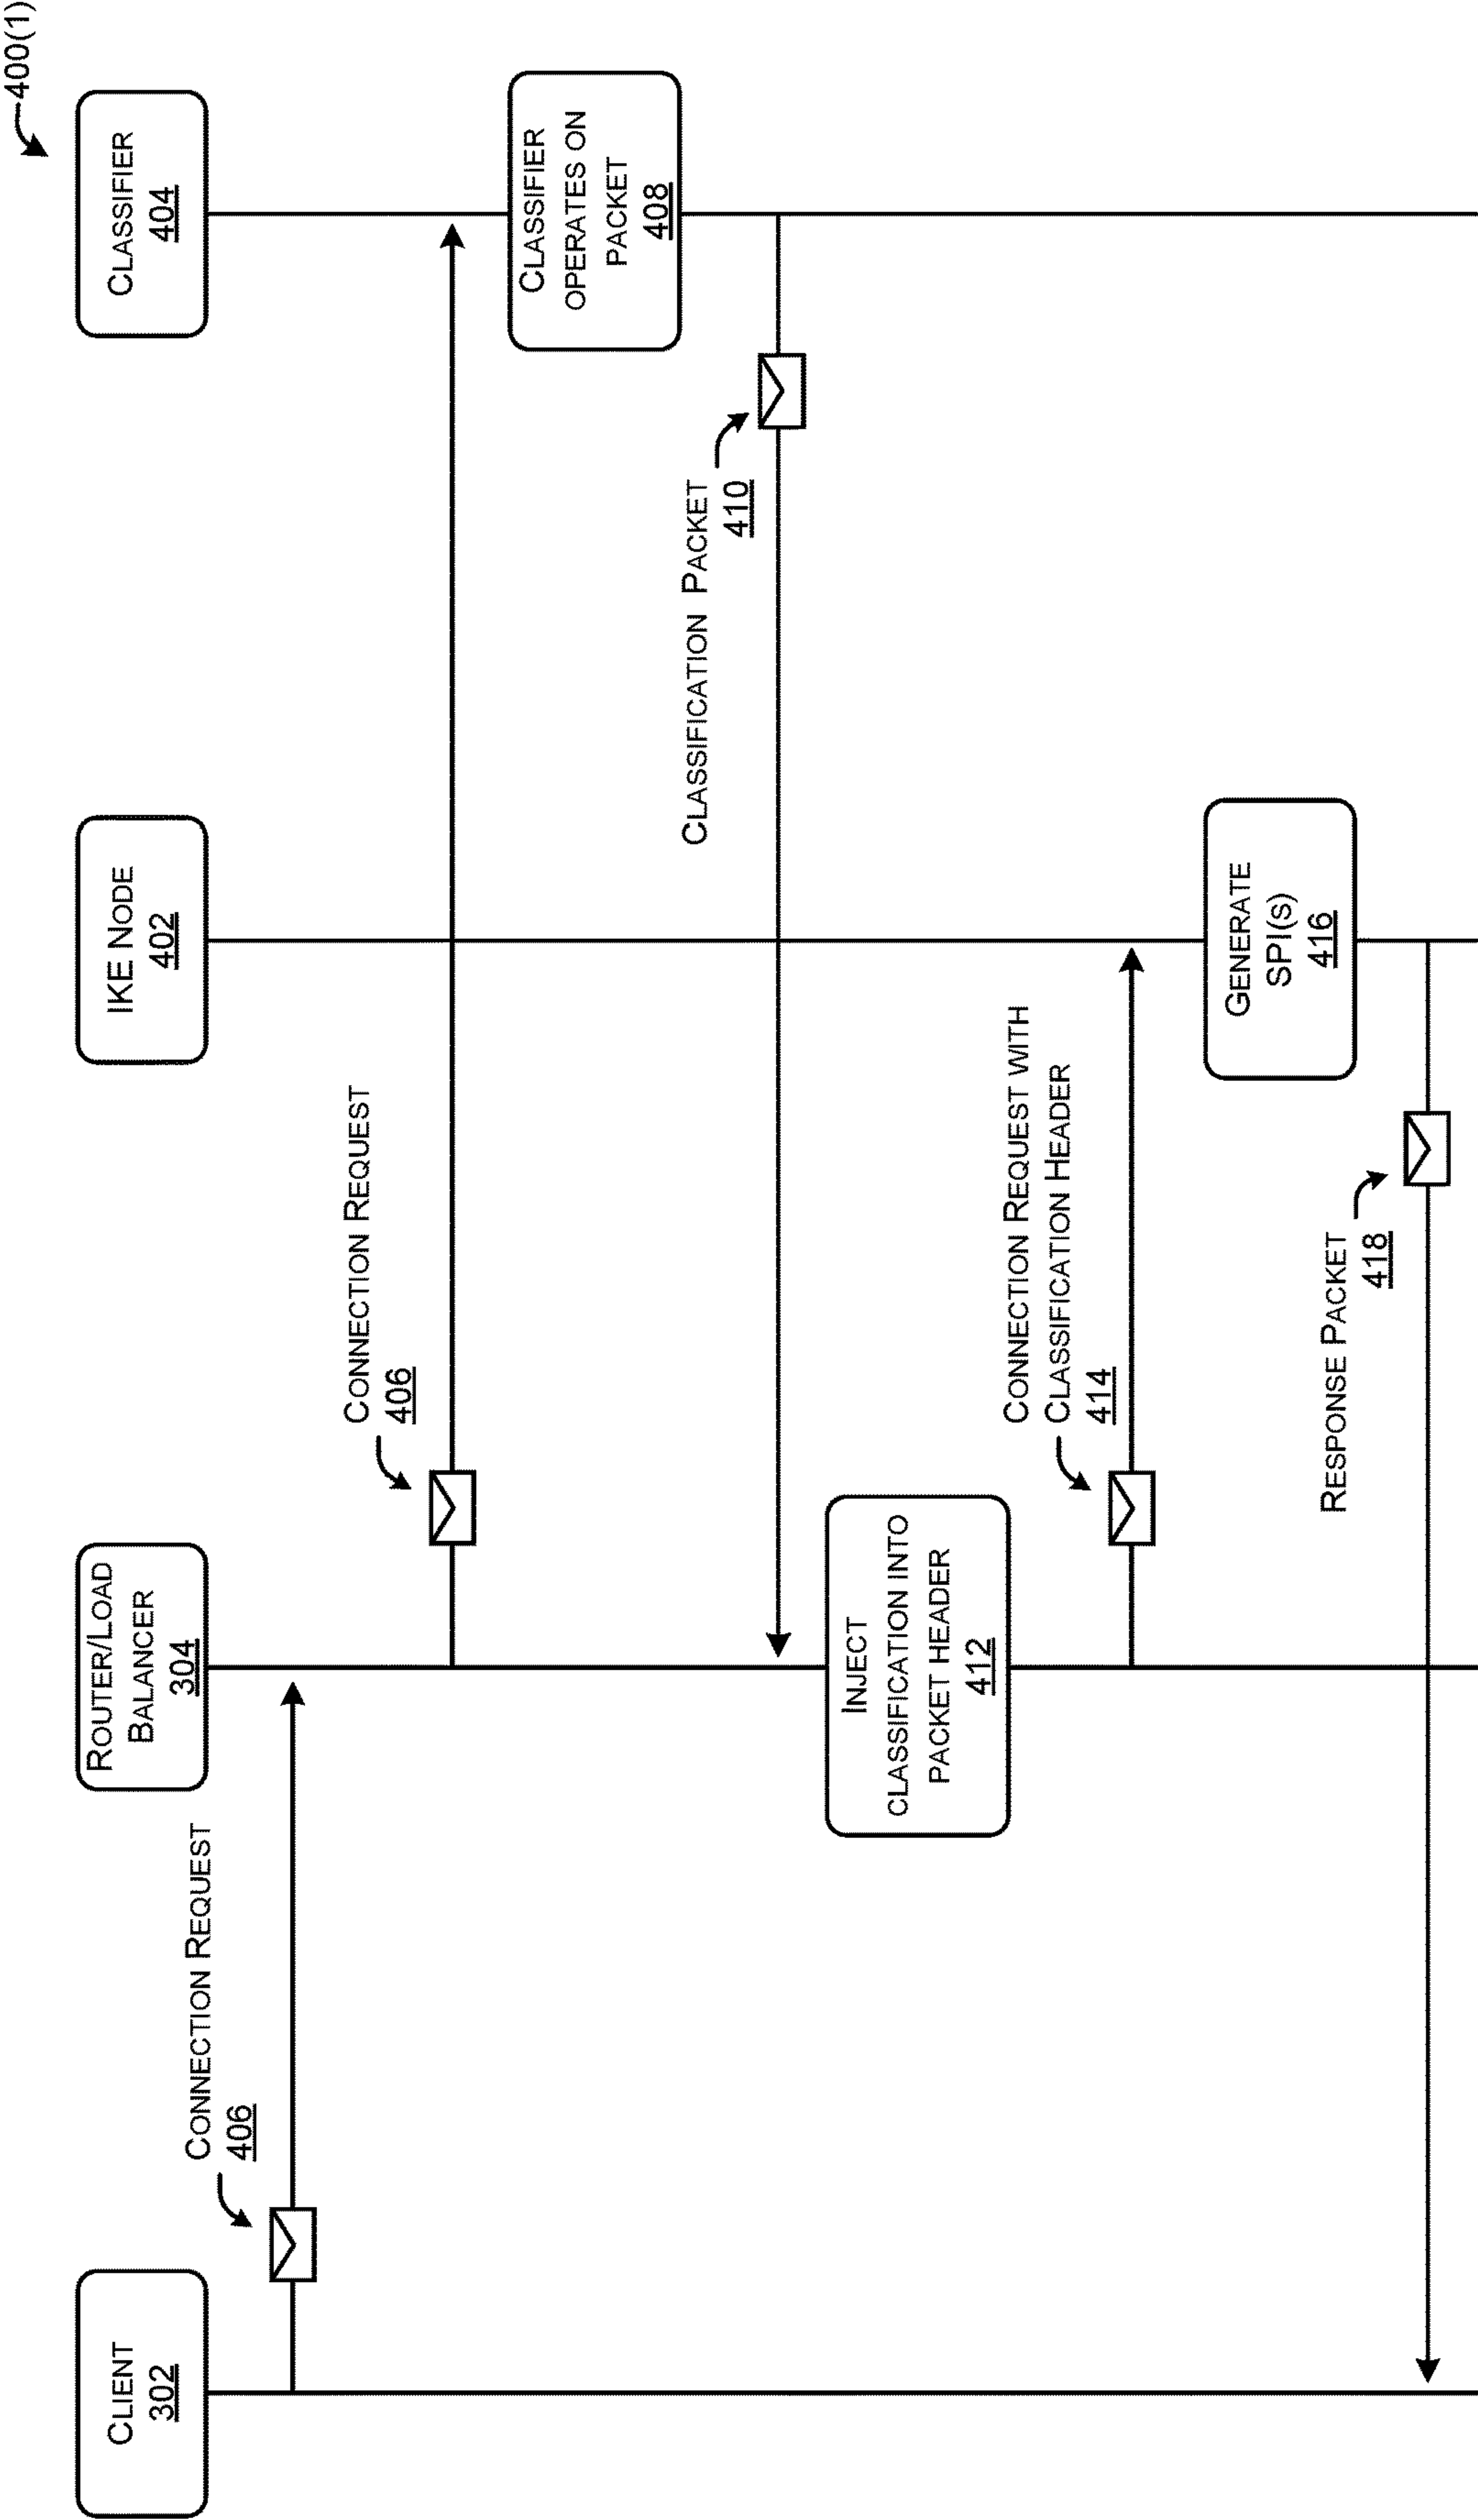 400(1)
CLIENT
302
ROUTER/LOAD
BALANCER
304
IKE NODE
402
CLASSIFIER
404
CONNECTION REQUEST
406
CONNECTION REQUEST
406
CLASSIFIER
OPERATES ON
PACKET
408
CLASSIFICATION PACKET
410
INJECT
CLASSIFICATION INTO
PACKET HEADER
412
CONNECTION REQUEST WITH
CLASSIFICATION HEADER
414
GENERATE
SPI(S)
416
RESPONSE PACKET
418